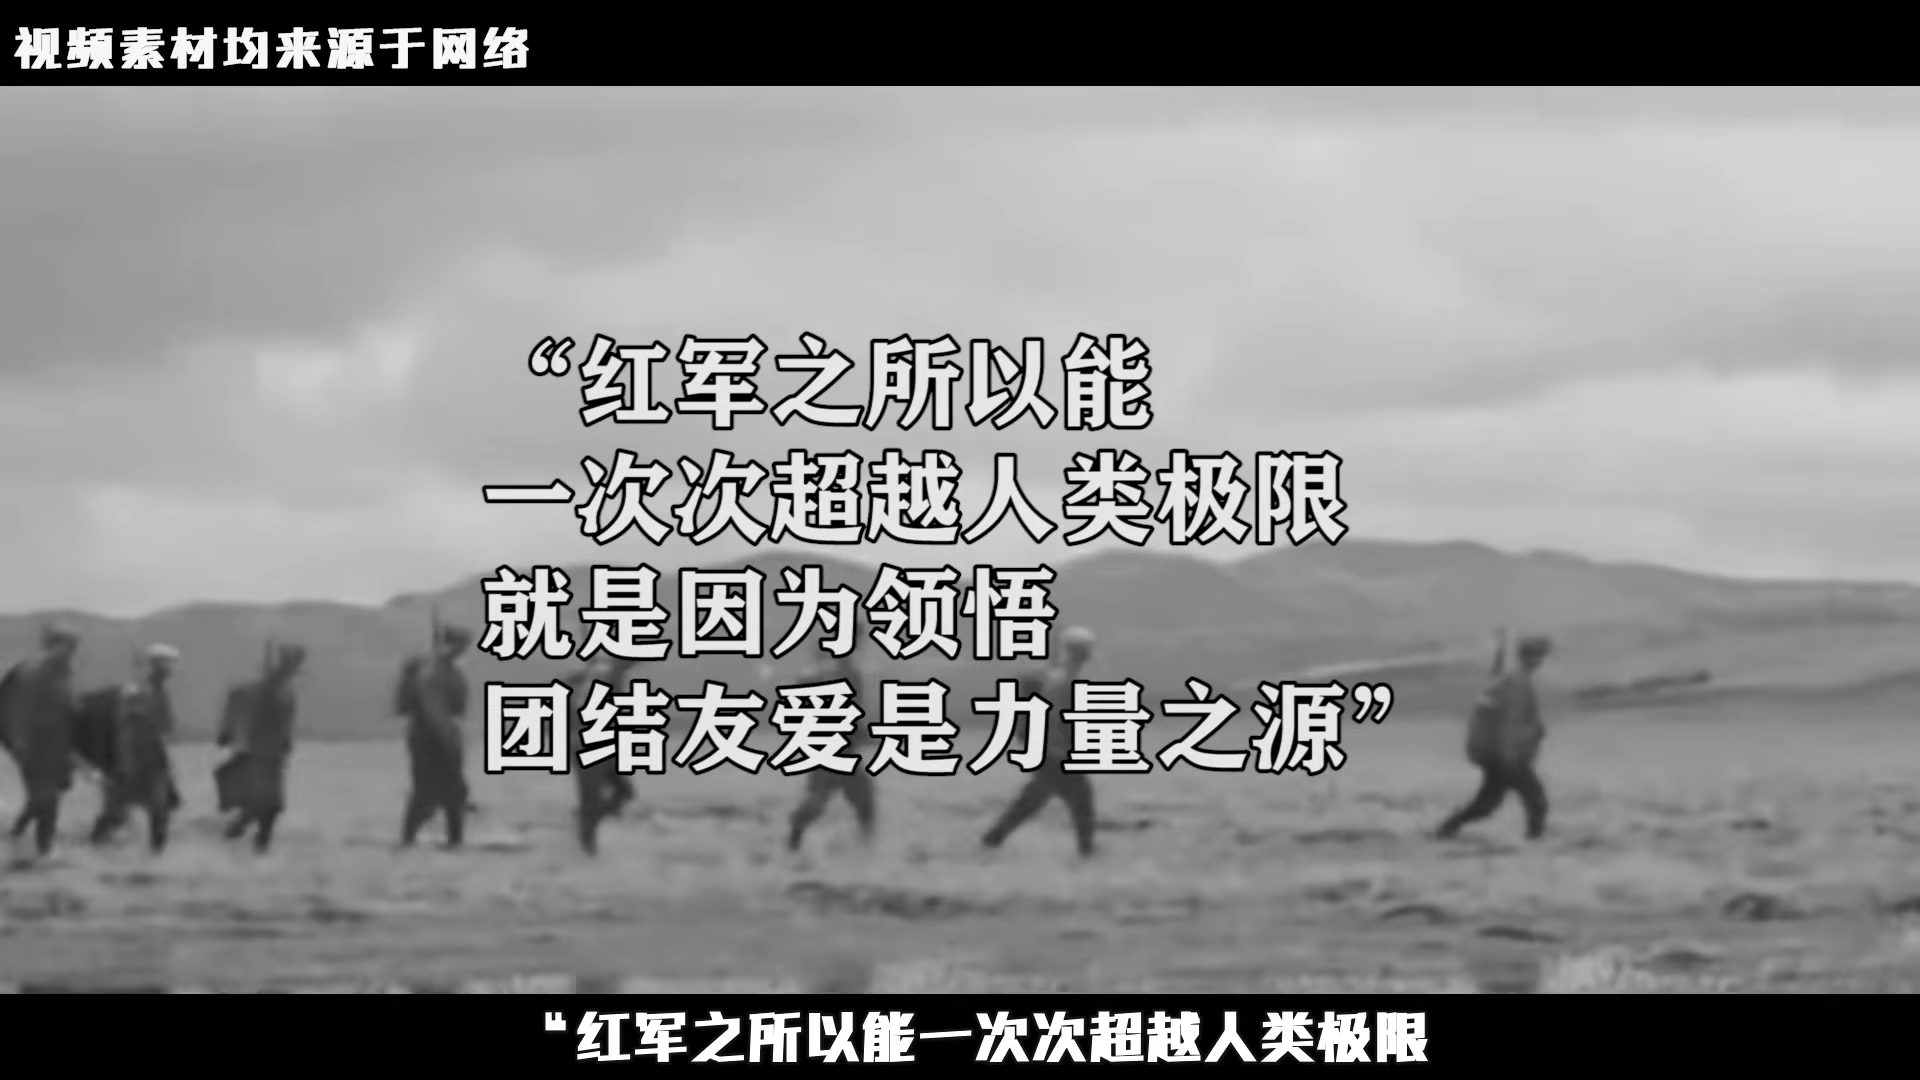 视频素材均来源于网络
“红军之所以能
一次次超越人类极限
就是因为领悟
团结友爱是力量之源”
“红军之所以能一次次超越人类极限